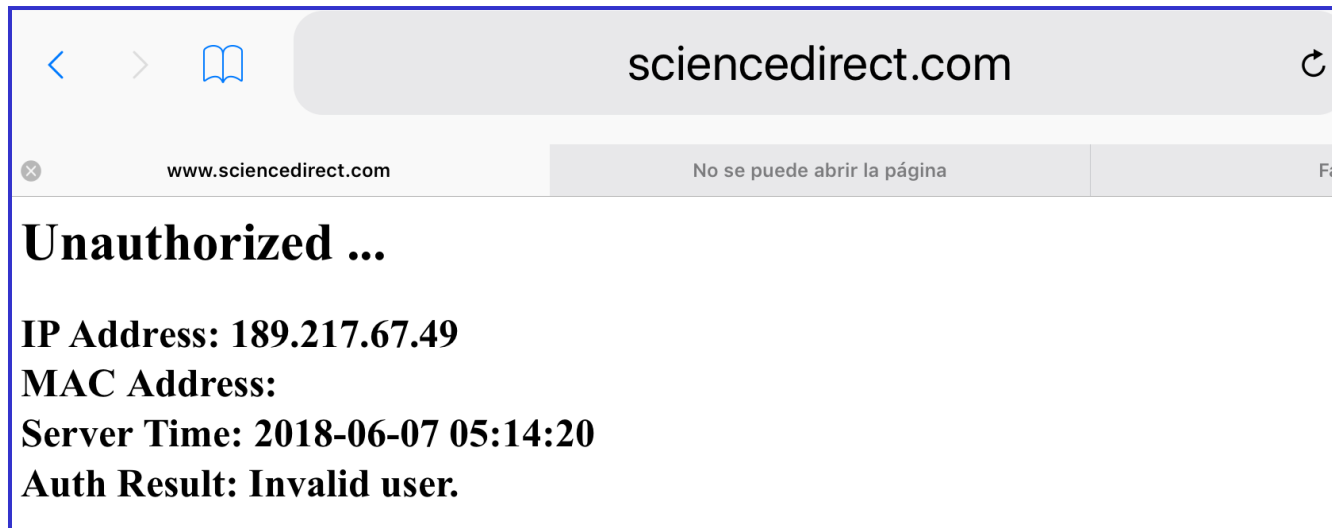 sciencedirect.com
www.sciencedirect.com No se puede abrir la página
Unauthorized ...
IP Address: 189.217.67.49
MAC Address:
Server Time: 2018-06-07 05:14:20
Auth Result: Invalid user.